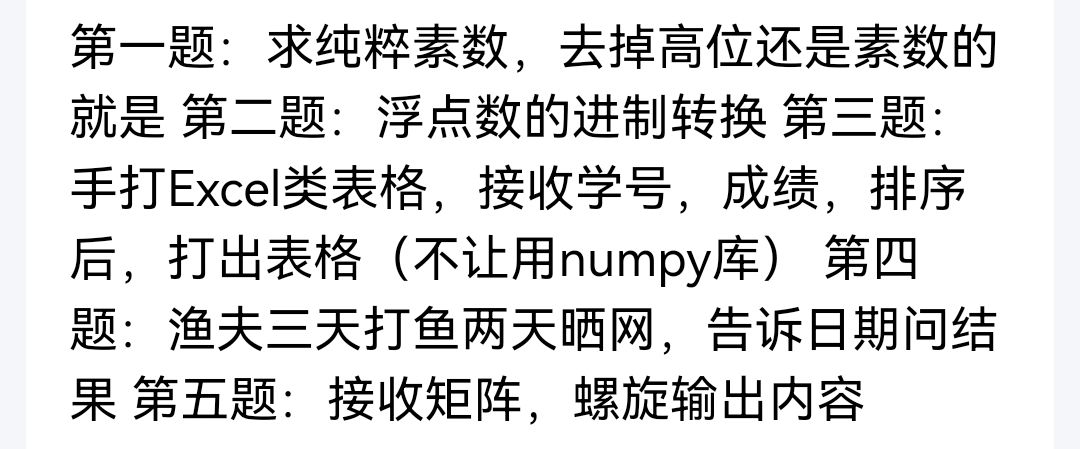 第一题：求纯粹素数，去掉高位还是素数的
就是 第二题：浮点数的进制转换 第三题：
手打Excel类表格，接收学号，成绩，排序
后，打出表格（不让用numpy库） 第四
题：渔夫三天打鱼两天晒网，告诉日期问结
果 第五题：接收矩阵，螺旋输出内容